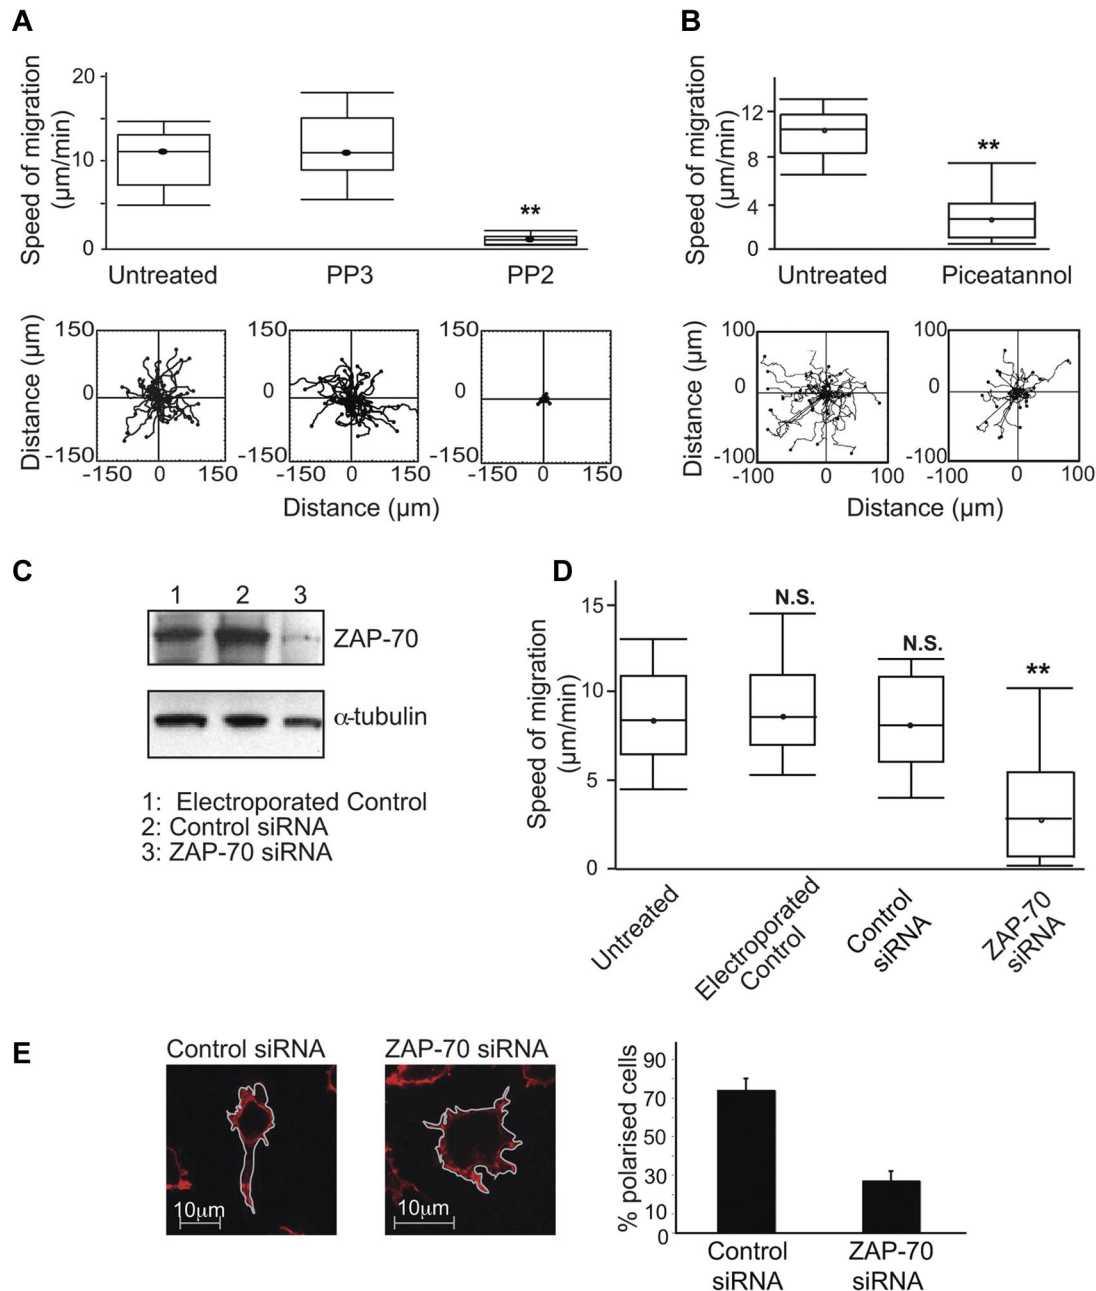 A
Speed of migration
(µm/min)
20
10
0
**
Untreated
PP3
PP2
Distance (µm)
150
0
-150
-150
0
150
150
0
-150
-150
0
150
150
0
-150
-150
0
150
Distance (µm)
B
Speed of migration
(µm/min)
12
8
4
0
**
Untreated
Piceatannol
Distance (µm)
100
0
-100
-100
0
100
100
0
-100
-100
0
100
Distance (µm)
C
1 2 3
ZAP-70
α-tubulin
1: Electroporated Control
2: Control siRNA
3: ZAP-70 siRNA
D
Speed of migration
(µm/min)
15
10
5
0
N.S.
N.S.
**
Untreated
Electroporated
Control
Control
siRNA
ZAP-70
siRNA
E
Control siRNA
10µm
ZAP-70 siRNA
10µm
% polarised cells
90
70
50
30
10
0
Control
siRNA
ZAP-70
siRNA